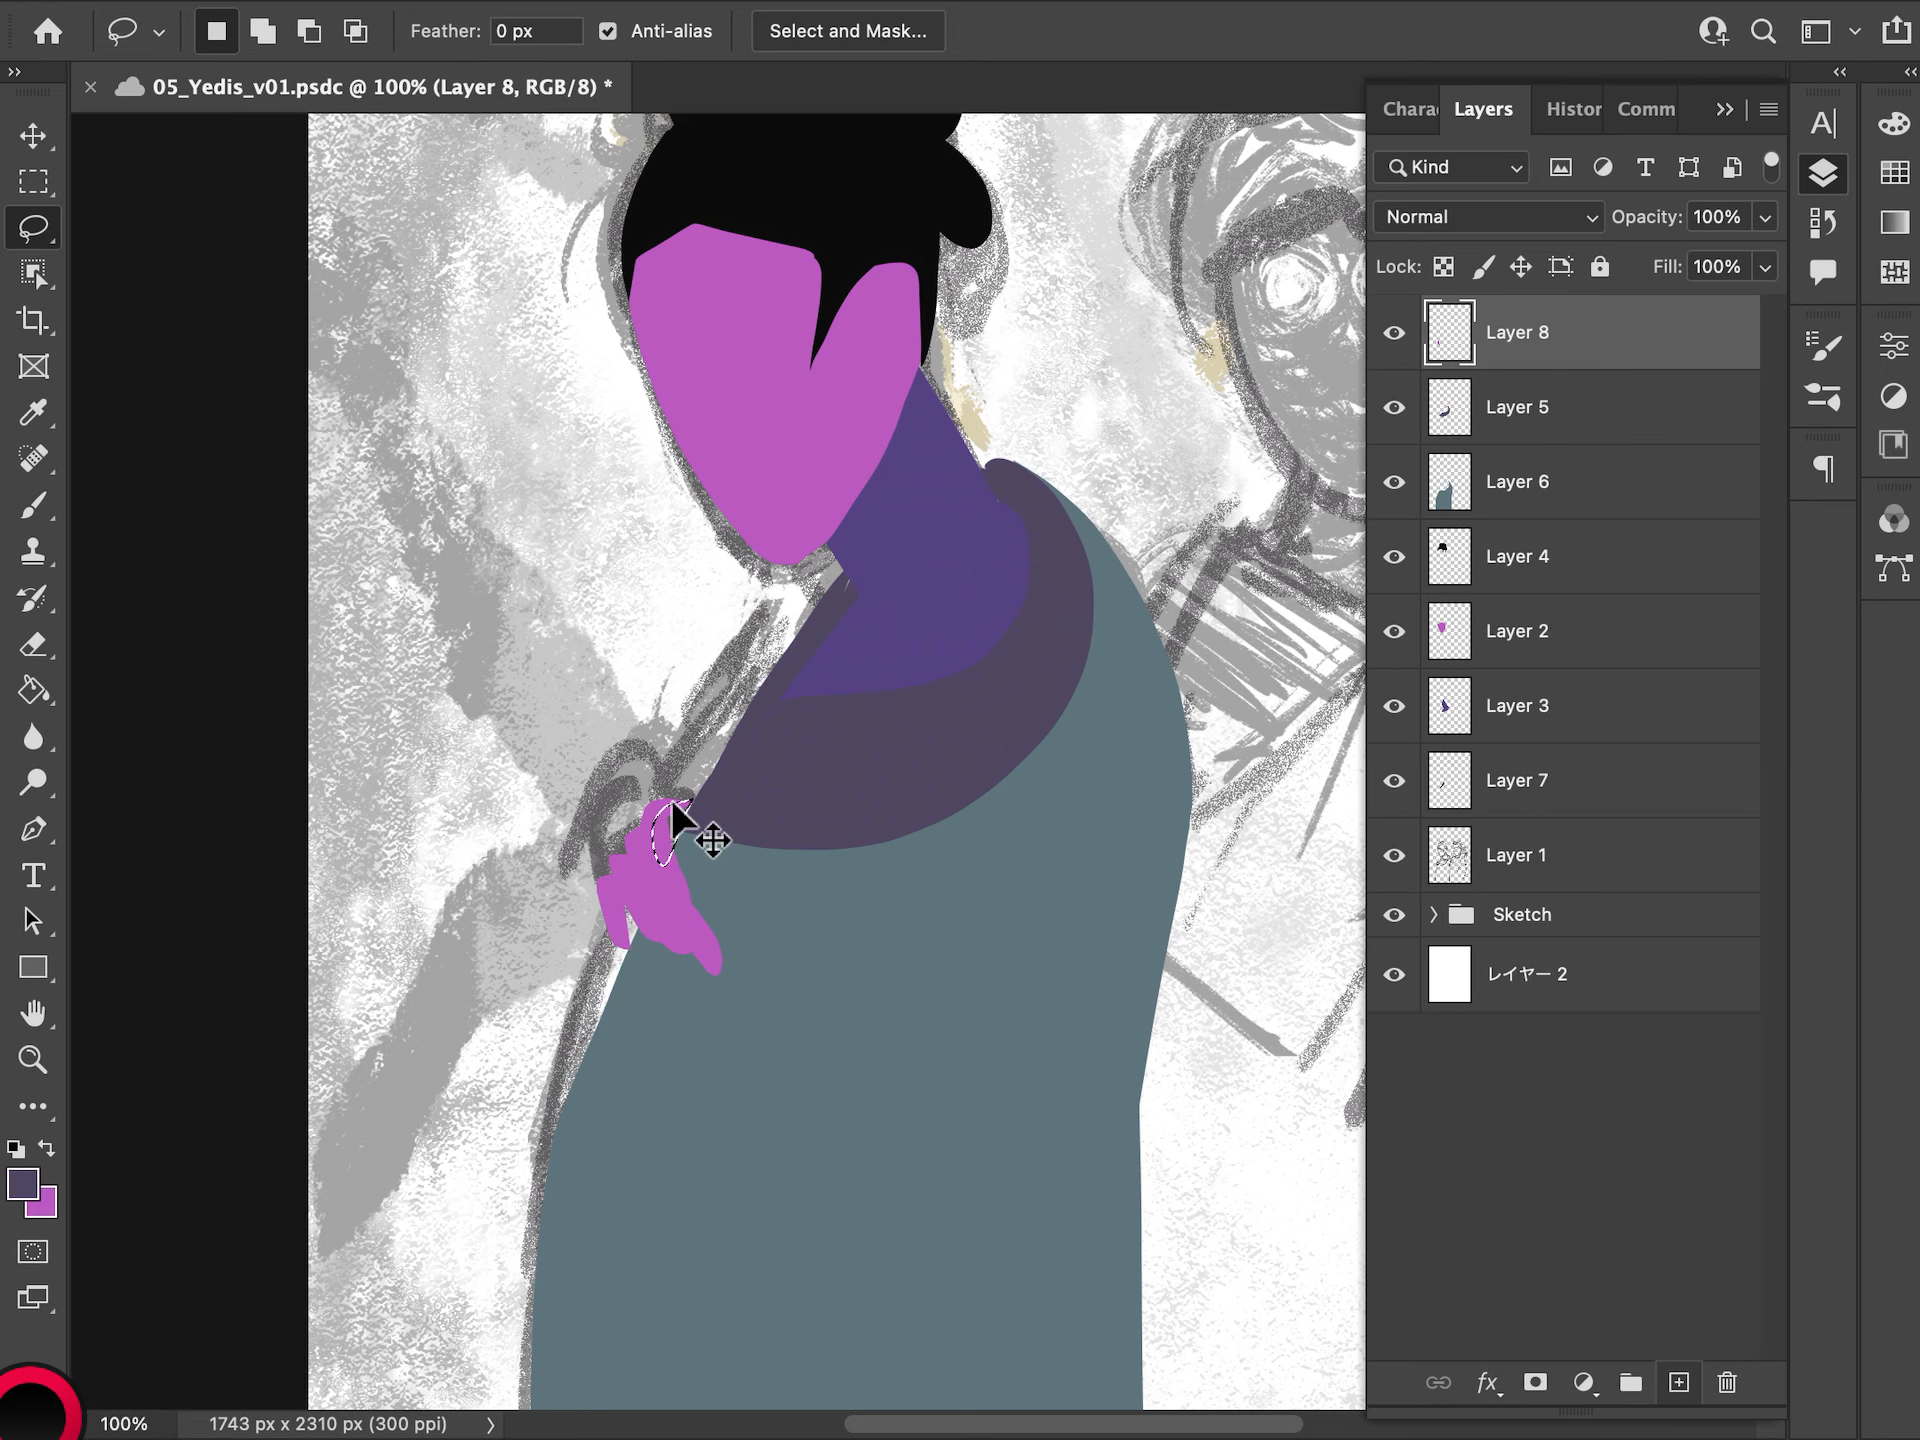 Feather: 0 px Anti-alias Select and Mask...
05_Yedis_v01.psdc @ 100% (Layer 8, RGB/8) *
Chara Layers Histor Comm
Kind
Normal Opacity: 100%
Lock: Fill: 100%
Layer 8
Layer 5
Layer 6
Layer 4
Layer 2
Layer 3
Layer 7
Layer 1
Sketch
レイヤー 2
fx
100% 1743 px x 2310 px (300 ppi)